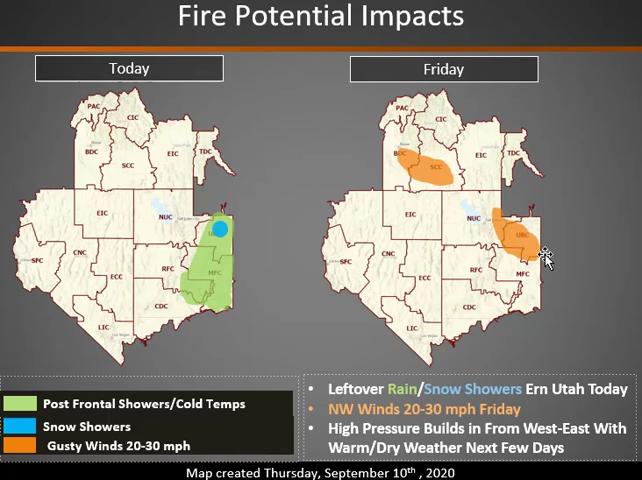 Fire Potential Impacts
Today
Friday
PAC
CIC
BDC
SCC
EIC
TDC
EIC
NUC
SFC
CNC
ECC
RFC
MFC
LIC
CDC
PAC
CIC
BDC
SCC
EIC
TDC
EIC
NUC
UBC
SFC
CNC
ECC
RFC
MFC
LIC
CDC
Post Frontal Showers/Cold Temps
Snow Showers
Gusty Winds 20-30 mph
• Leftover Rain/Snow Showers Ern Utah Today
• NW Winds 20-30 mph Friday
• High Pressure Builds in From West-East With
Warm/Dry Weather Next Few Days
Map created Thursday, September 10th , 2020